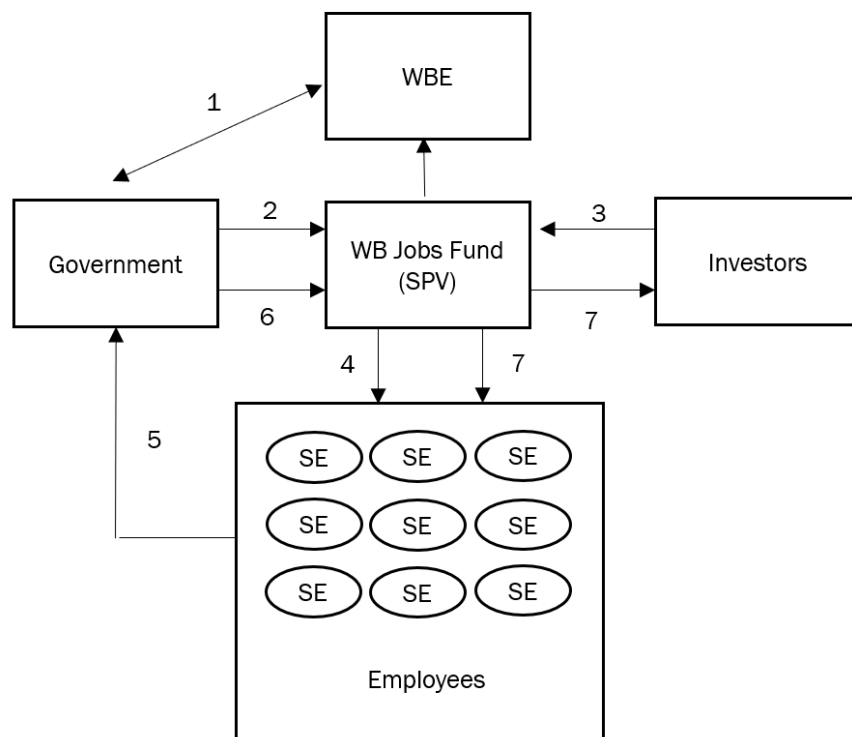 WBE
1
2
3
Government
WB Jobs Fund
(SPV)
Investors
6
7
4
7
5
SE SE SE
SE SE SE
SE SE SE
Employees